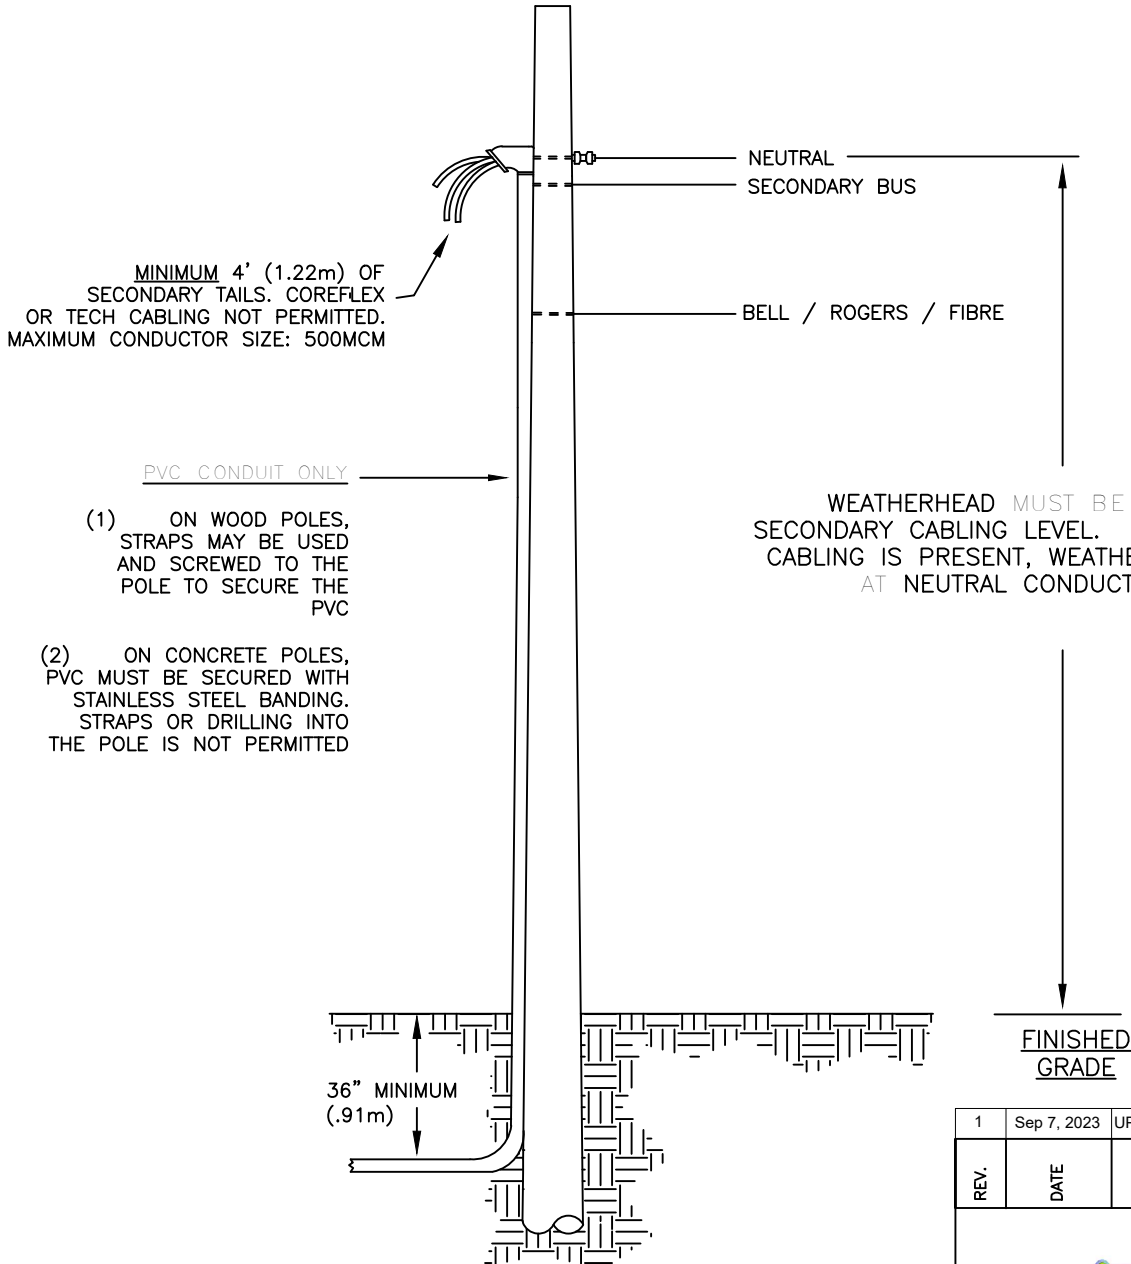 NEUTRAL
SECONDARY BUS
MINIMUM 4' (1.22m) OF
SECONDARY TAILS. COREFLEX
OR TECH CABLING NOT PERMITTED.
MAXIMUM CONDUCTOR SIZE: 500MCM
BELL / ROGERS / FIBRE
PVC CONDUIT ONLY
(1) ON WOOD POLES,
STRAPS MAY BE USED
AND SCREWED TO THE
POLE TO SECURE THE
PVC
(2) ON CONCRETE POLES,
PVC MUST BE SECURED WITH
STAINLESS STEEL BANDING.
STRAPS OR DRILLING INTO
THE POLE IS NOT PERMITTED
WEATHERHEAD MUST BE
SECONDARY CABLING LEVEL.
CABLING IS PRESENT,
AT NEUTRAL
FINISHED
GRADE
36" MINIMUM
(.91m)
1 Sep 7, 2023
REV. DATE